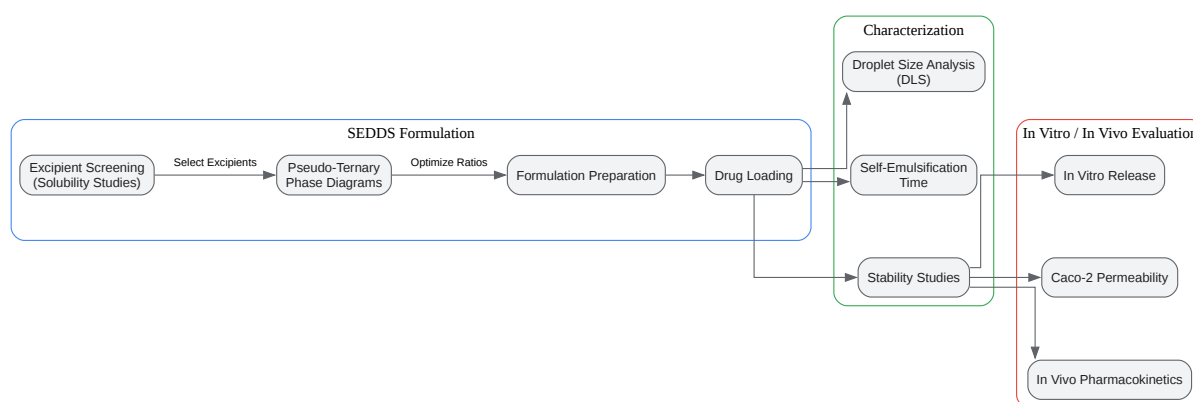 SEDDS Formulation
Excipient Screening
(Solubility Studies)
Select Excipients
Pseudo-Ternary
Phase Diagrams
Optimize Ratios
Formulation Preparation
Drug Loading
Characterization
Droplet Size Analysis
(DLS)
Self-Emulsification
Time
Stability Studies
In Vitro / In Vivo Evaluation
In Vitro Release
Caco-2 Permeability
In Vivo Pharmacokinetics